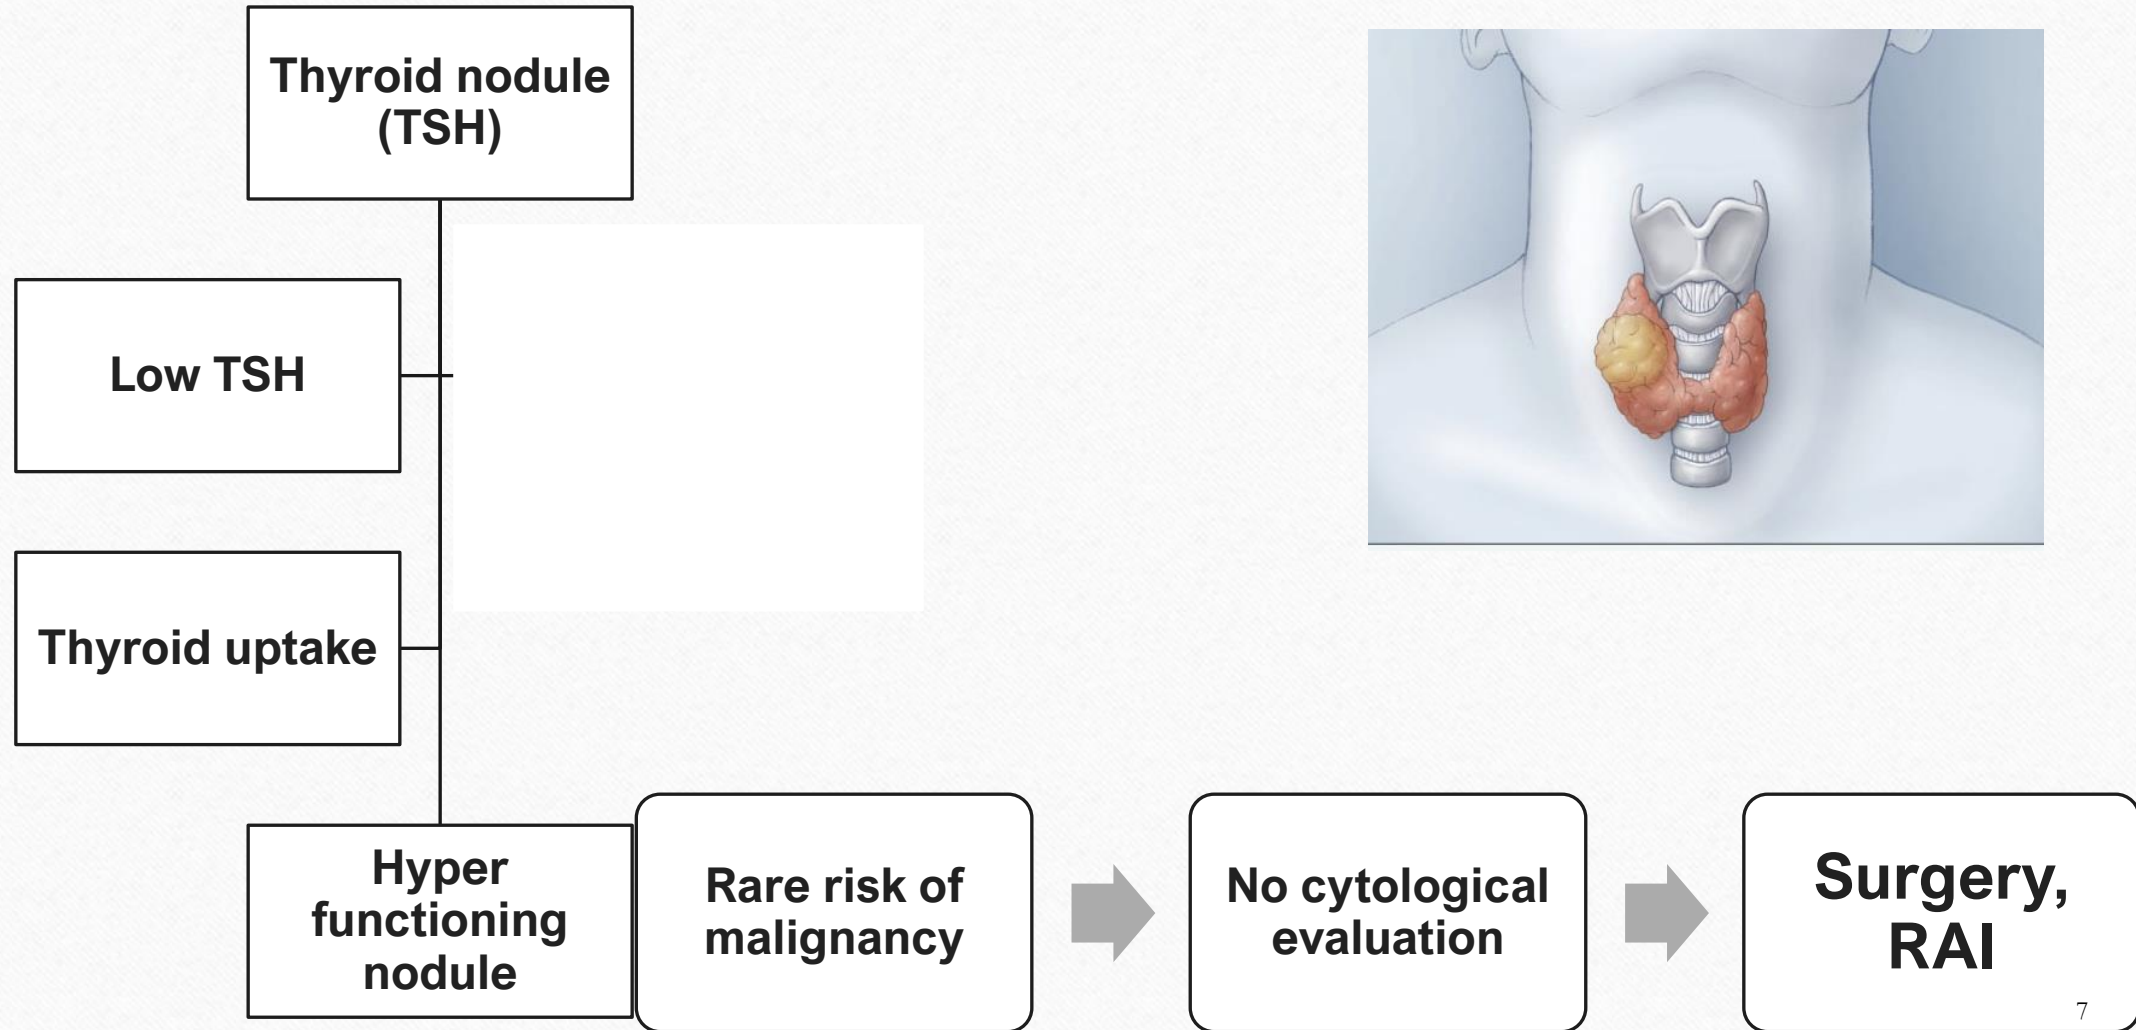 Thyroid nodule
(TSH)
Low TSH
Thyroid uptake
Hyper
functioning
nodule
Rare risk of
malignancy
No cytological
evaluation
Surgery,
RAI
7